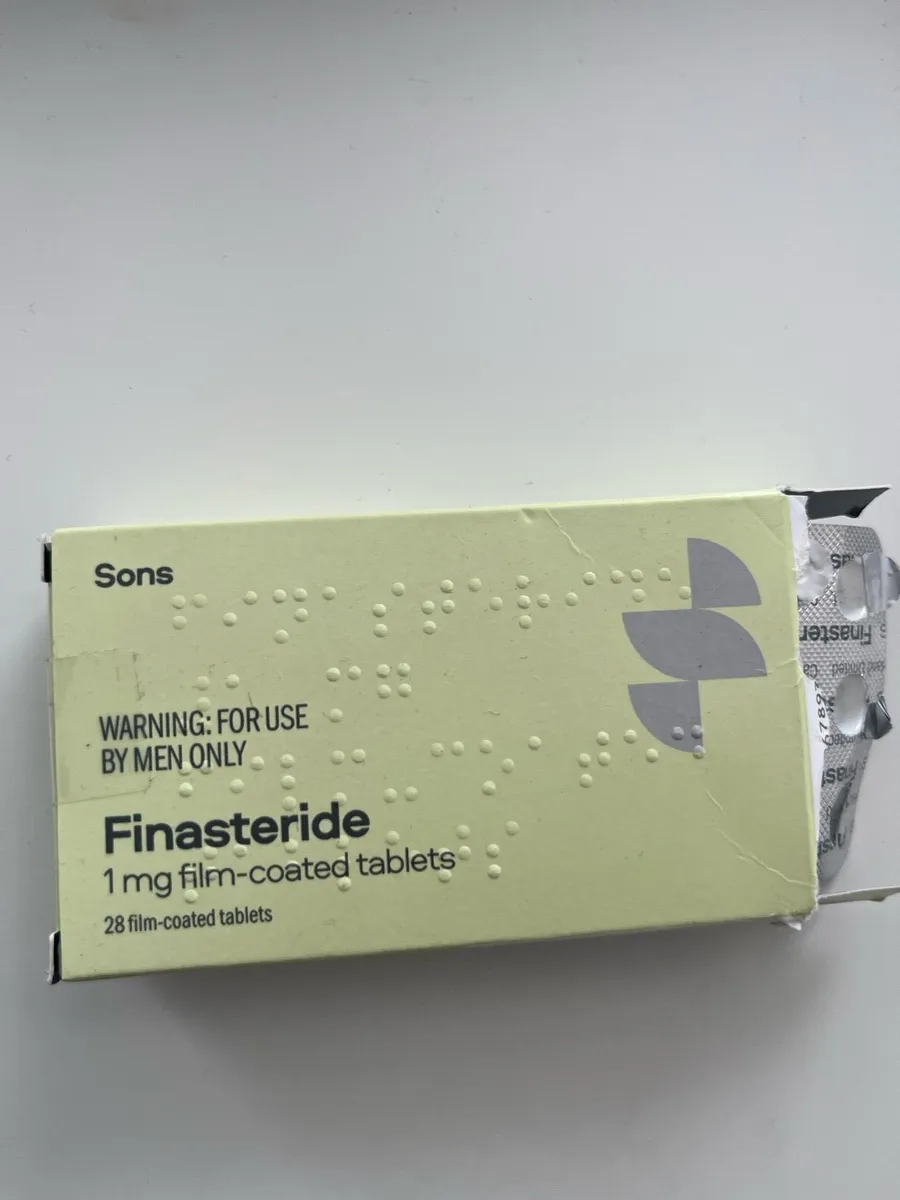 Sons
WARNING: FOR USE
BY MEN ONLY
Finasteride
1 mg film-coated tablets
28 film-coated tablets